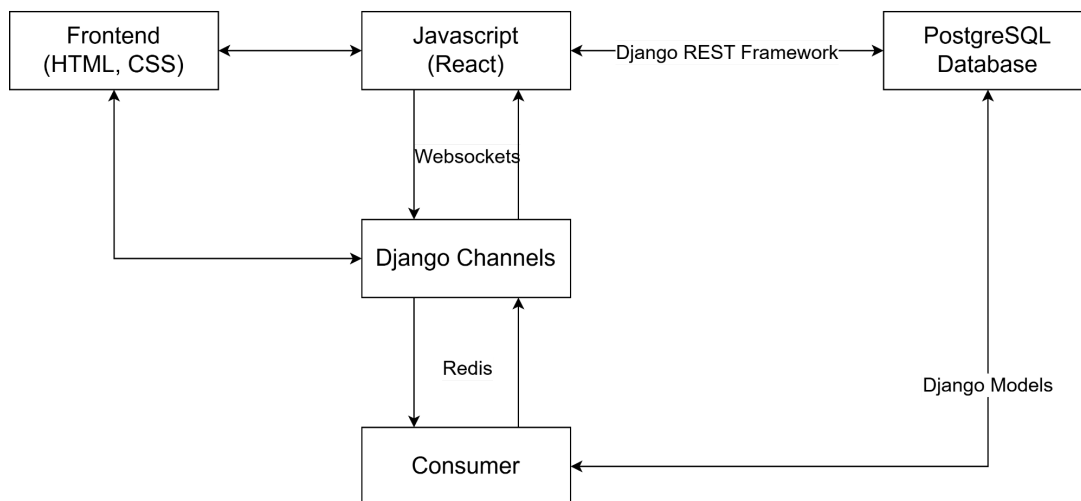 Frontend
(HTML, CSS)
Javascript
(React)
Django REST Framework
PostgreSQL
Database
Websockets
Django Channels
Redis
Django Models
Consumer